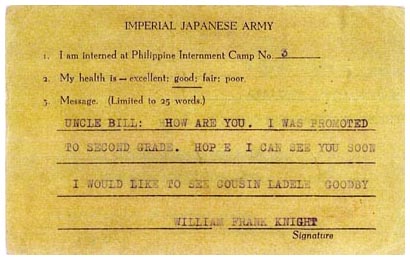 IMPERIAL JAPANESE ARMY
1. I am interned at Philippine Internment Camp No. 3
2. My health is — excellent; good; fair; poor.
3. Message. (Limited to 25 words.)
UNCLE BILL: HOW ARE YOU. I WAS PROMOTED
TO SECOND GRADE. HOP E I CAN SEE YOU SOON
I WOULD LIKE TO SEE COUSIN LADELE GOODBY
WILLIAM FRANK KNIGHT
Signature